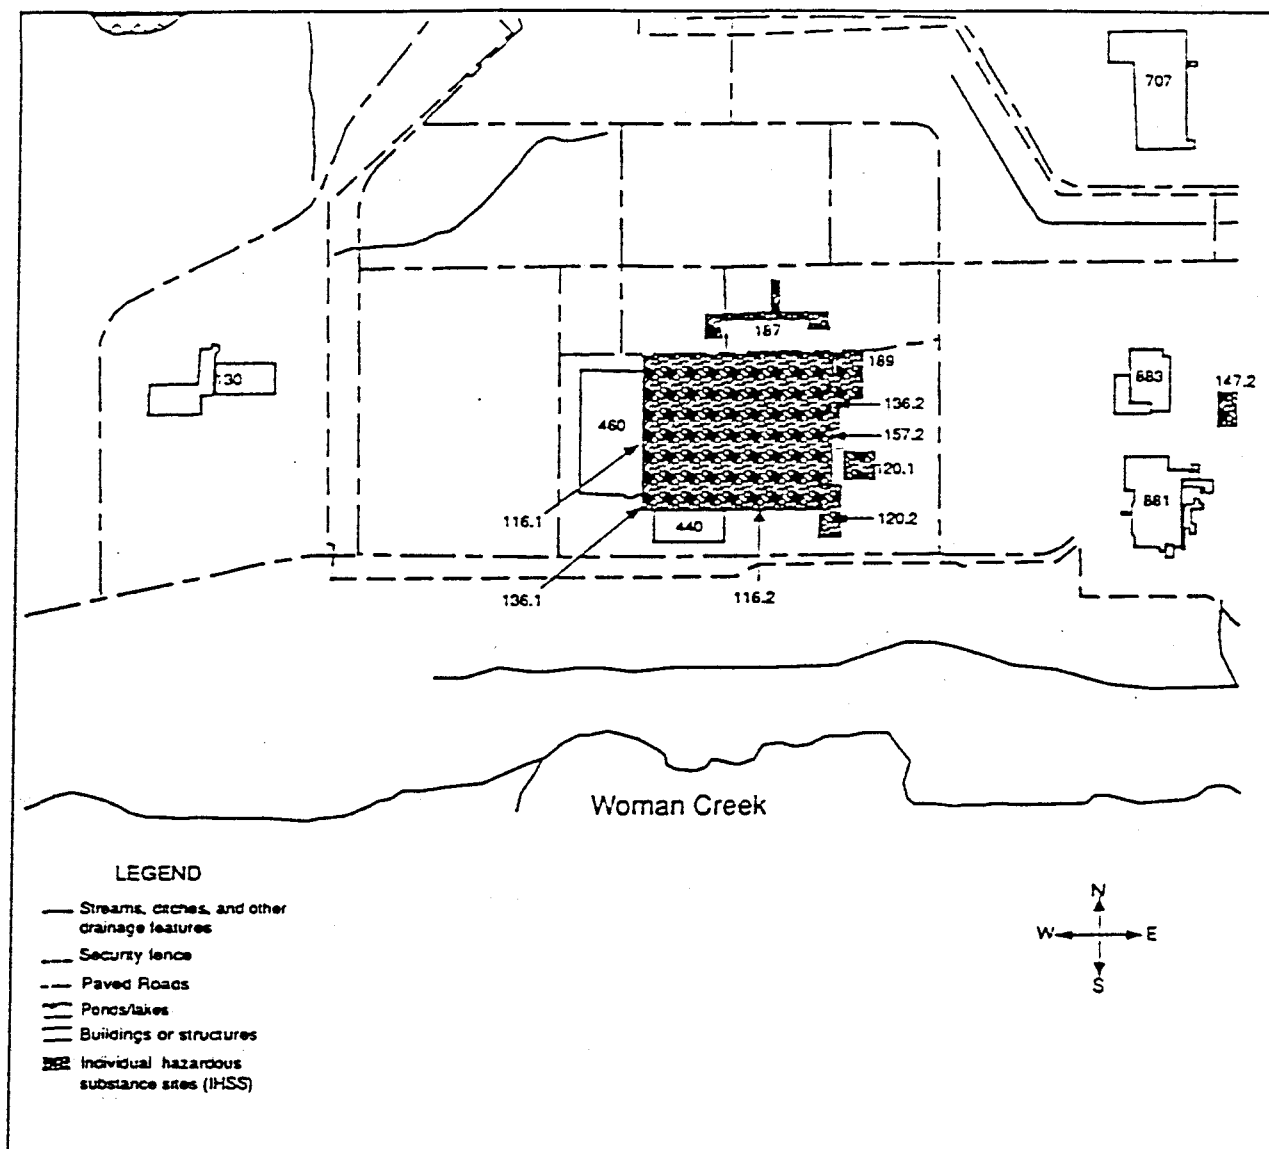 707
187
189
130
883
147.2
136.2
460
157.2
120.1
881
116.1
440
120.2
136.1
116.2
Woman Creek
LEGEND
Streams, ditches, and other
drainage features
Security fence
Paved Roads
Ponds/lakes
Buildings or structures
Individual hazardous
substance sites (IHSS)
N
W E
S